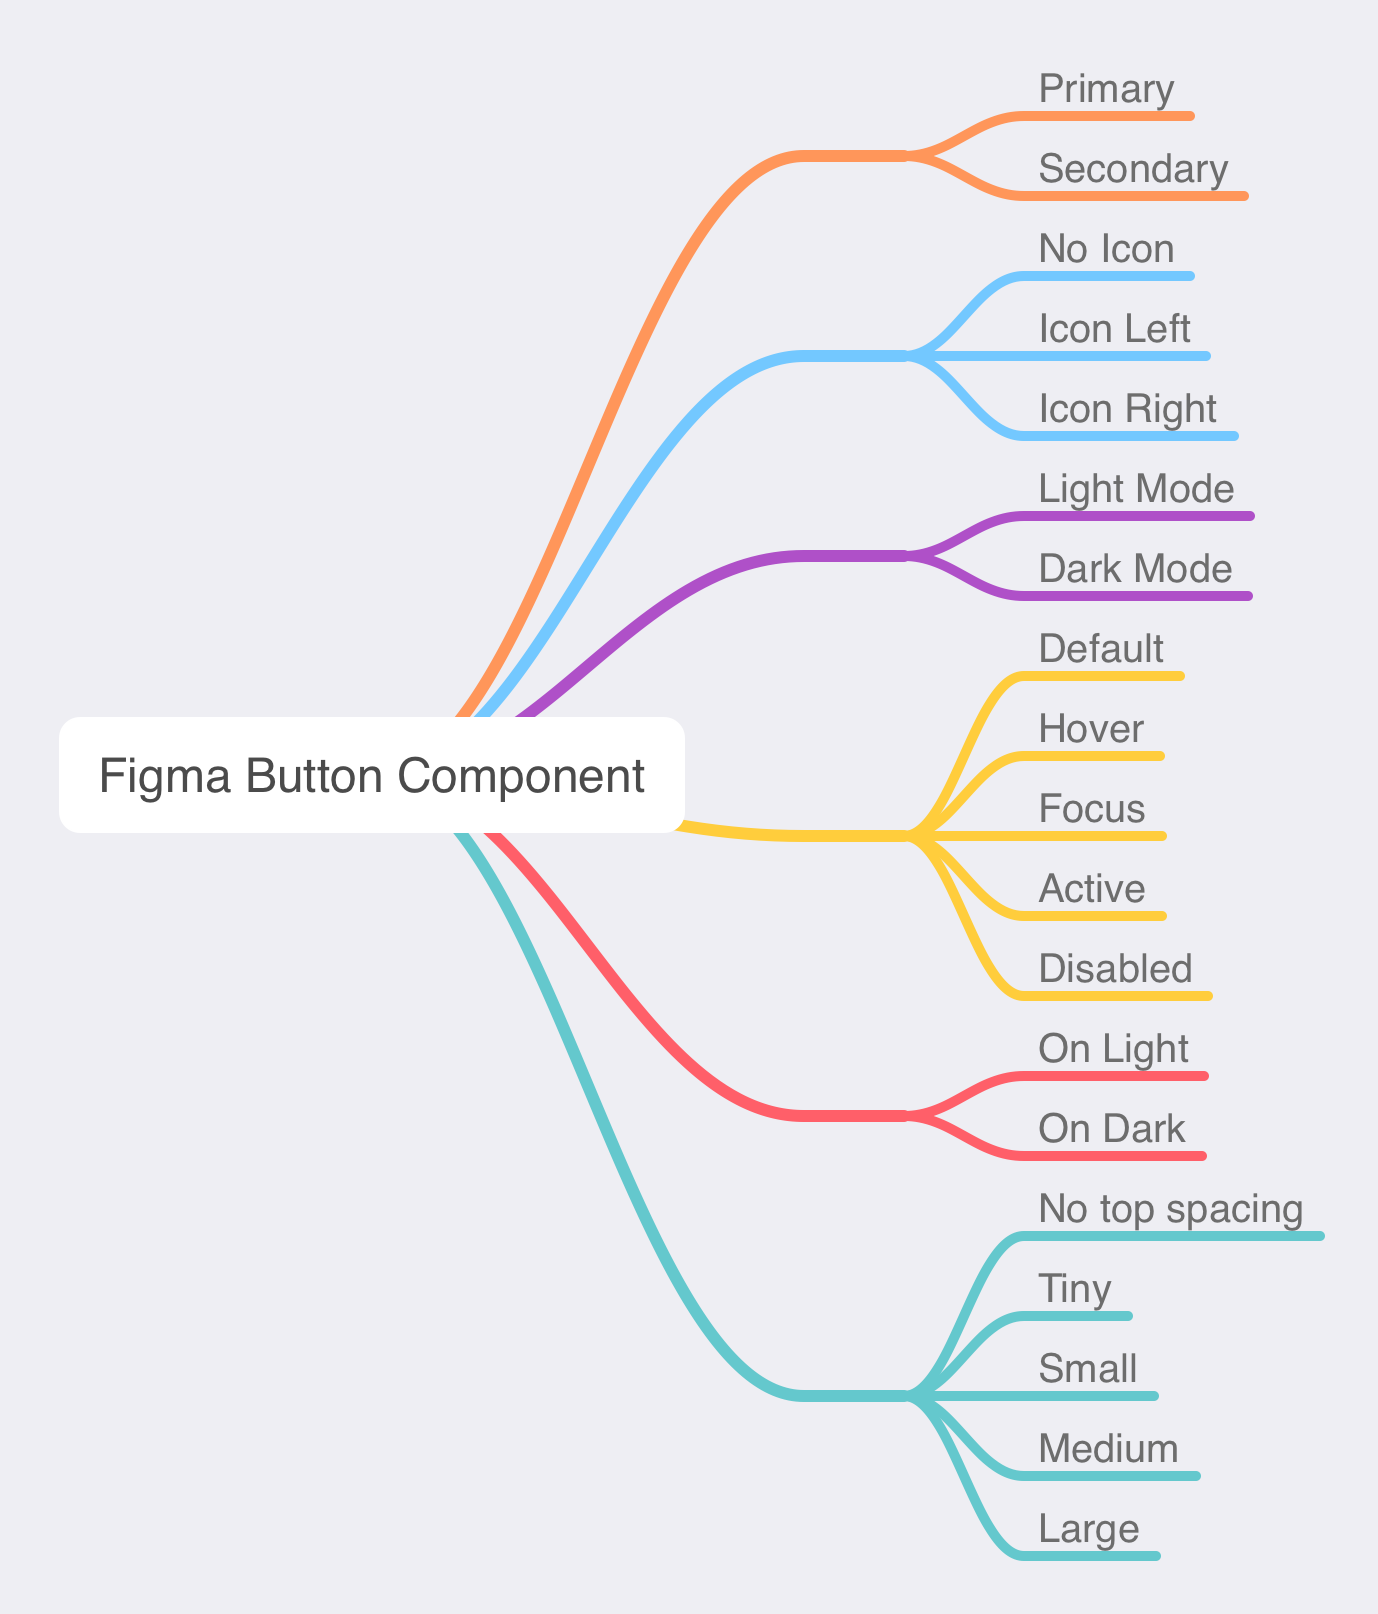 Primary
Secondary
No Icon
Icon Left
Icon Right
Light Mode
Dark Mode
Default
Hover
Figma Button Component
Focus
Active
Disabled
On Light
On Dark
No top spacing
Tiny
Small
Medium
Large